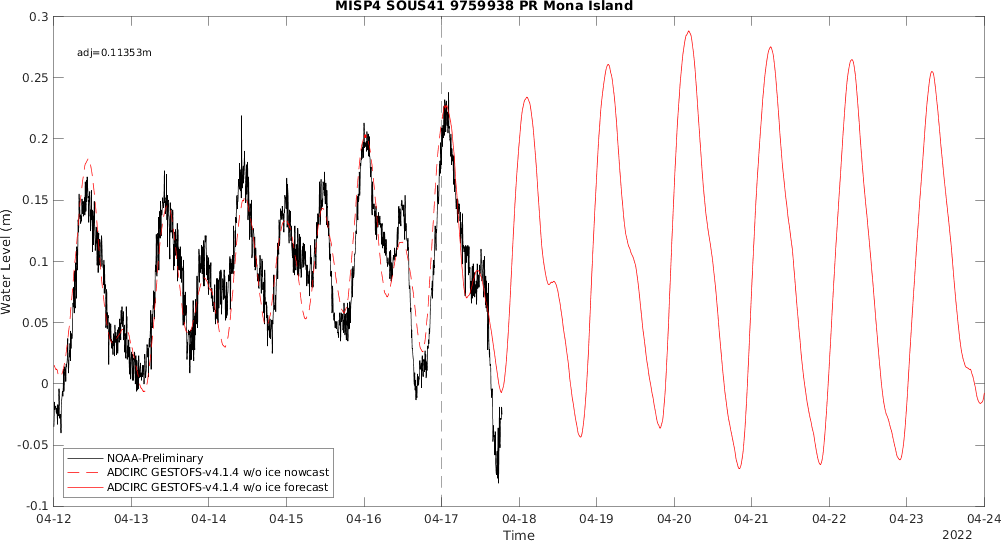 MISP4 SOUS41 9759938 PR Mona Island
adj=0.11353m
0.3
0.25
0.2
0.15
0.1
0.05
0
-0.05
-0.1
Water Level (m)
NOAA-Preliminary
ADCIRC GESTOFS-v4.1.4 w/o ice nowcast
ADCIRC GESTOFS-v4.1.4 w/o ice forecast
04-12 04-13 04-14 04-15 04-16 04-17 04-18 04-19 04-20 04-21 04-22 04-23 04-24
Time
2022